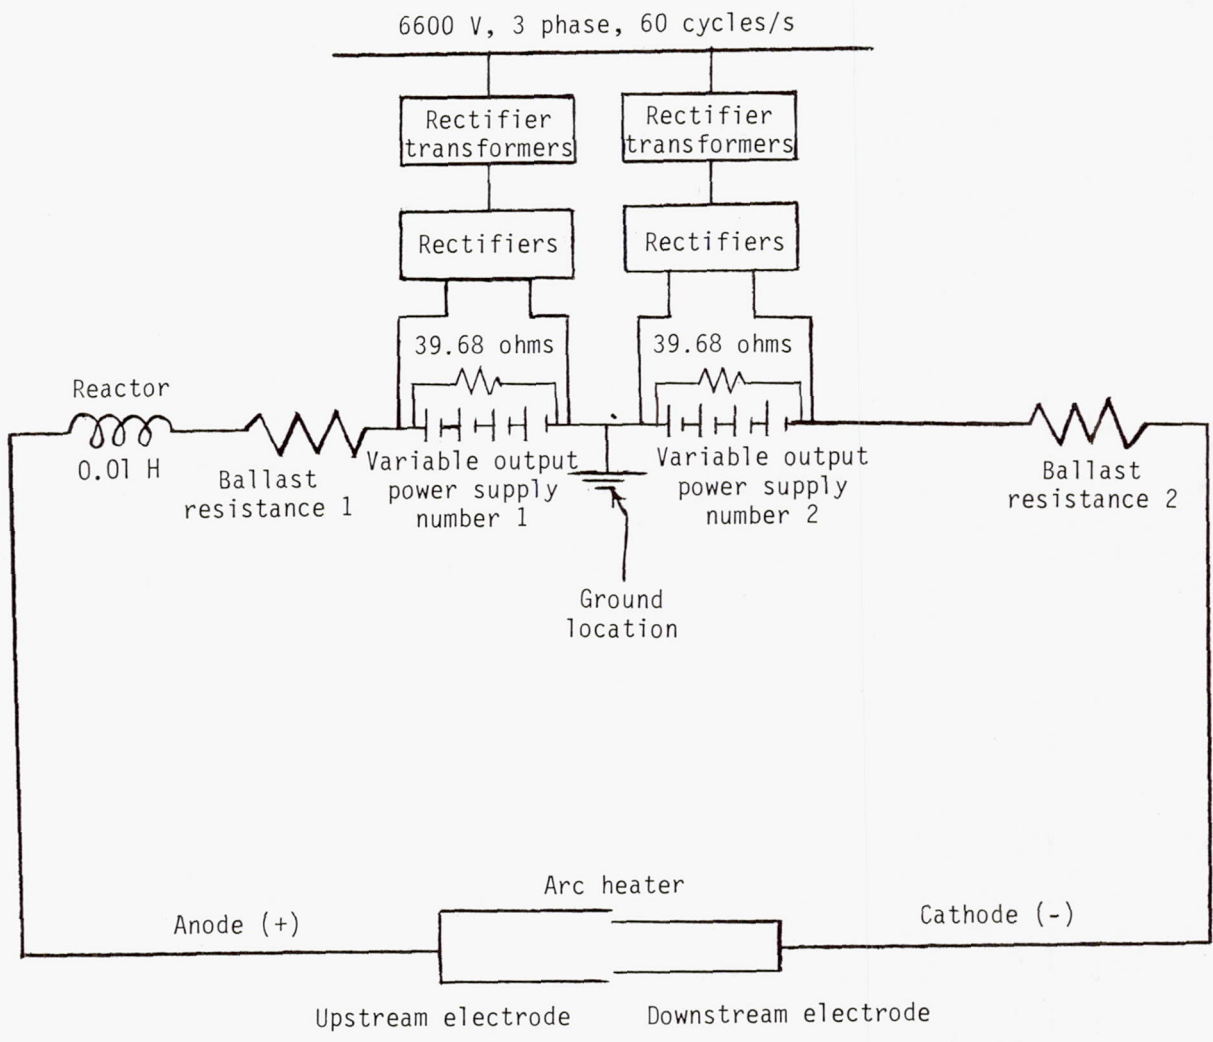 6600 V, 3 phase, 60 cycles/s
Rectifier
transformers
Rectifier
transformers
Rectifiers
Rectifiers
39.68 ohms
39.68 ohms
Reactor
0.01 H
Ballast
resistance 1
Variable output
power supply
number 1
Variable output
power supply
number 2
Ballast
resistance 2
Ground
location
Arc heater
Anode (+)
Cathode (-)
Upstream electrode
Downstream electrode